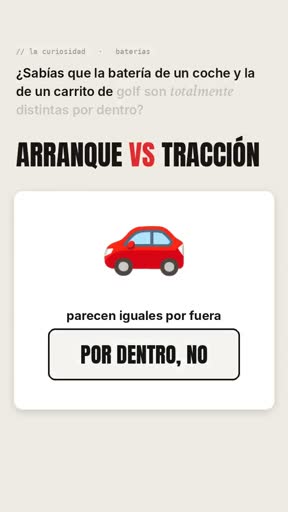 // la curiosidad · baterías
¿Sabías que la batería de un coche y la
de un carrito de golf son totalmente
distintas por dentro?
ARRANQUE VS TRACCIÓN
parecen iguales por fuera
POR DENTRO, NO